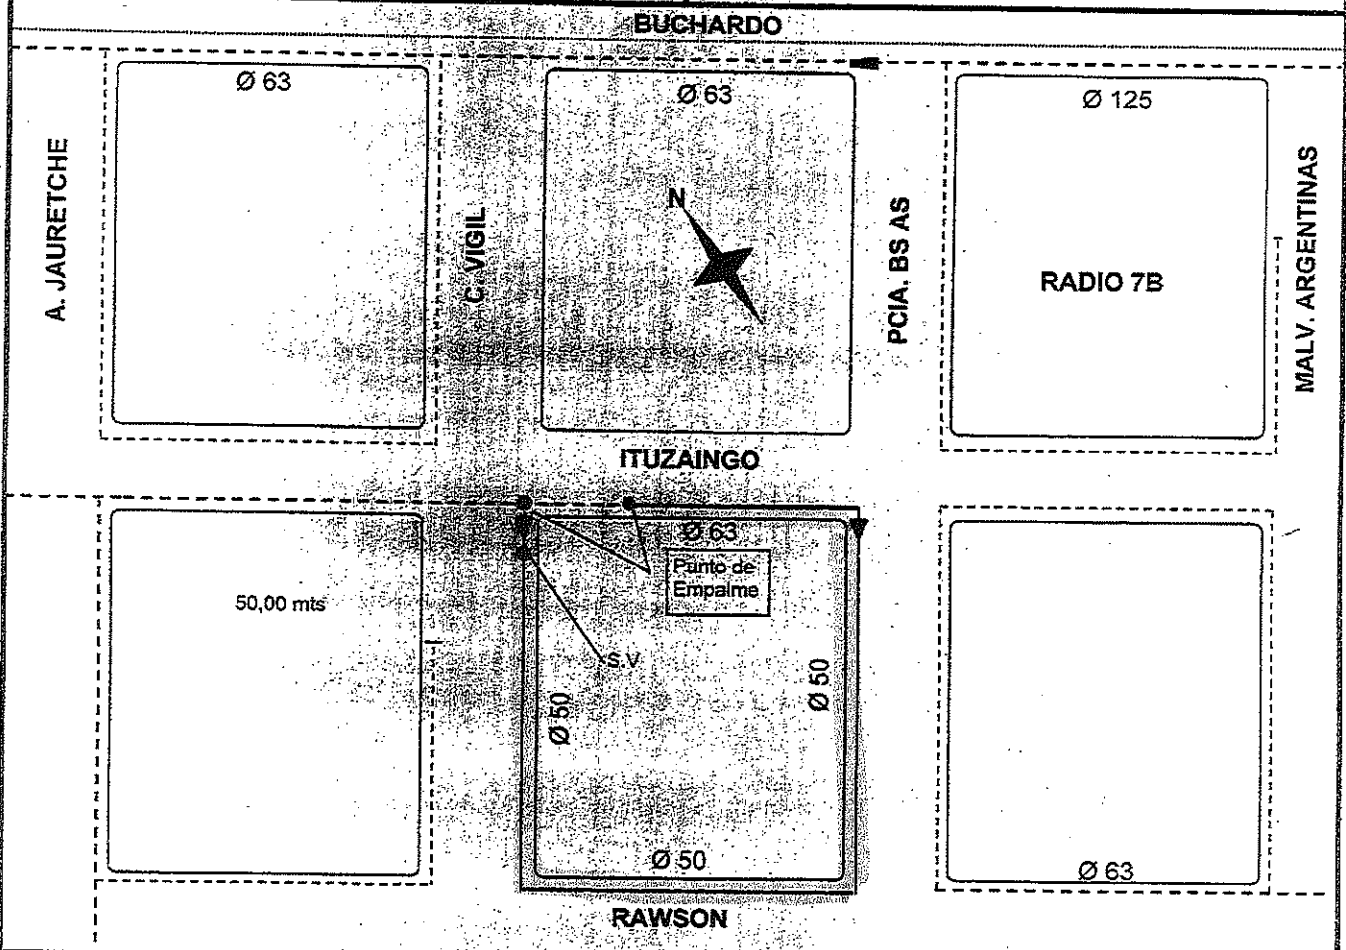 BUCHARDO
Ø 63
Ø 63
Ø 125
A. JAURETCHE
C. VIGIL
N
PCIA. BS AS
RADIO 7B
MALV. ARGENTINAS
ITUZAINGO
Ø 63
Punto de
Empalme
50,00 mts
S.V
Ø 50
Ø 50
Ø 50
Ø 63
RAWSON